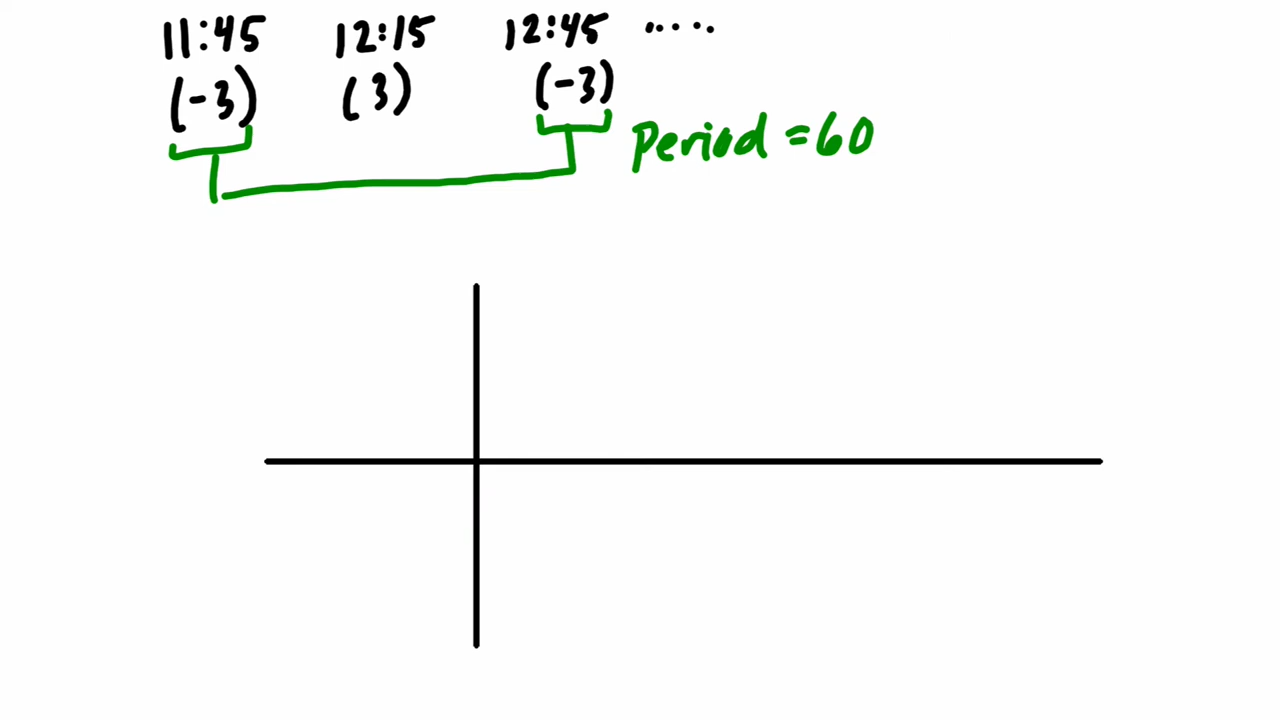 11:45 12:15 12:45 .....
(-3) (3) (-3)
Period = 60